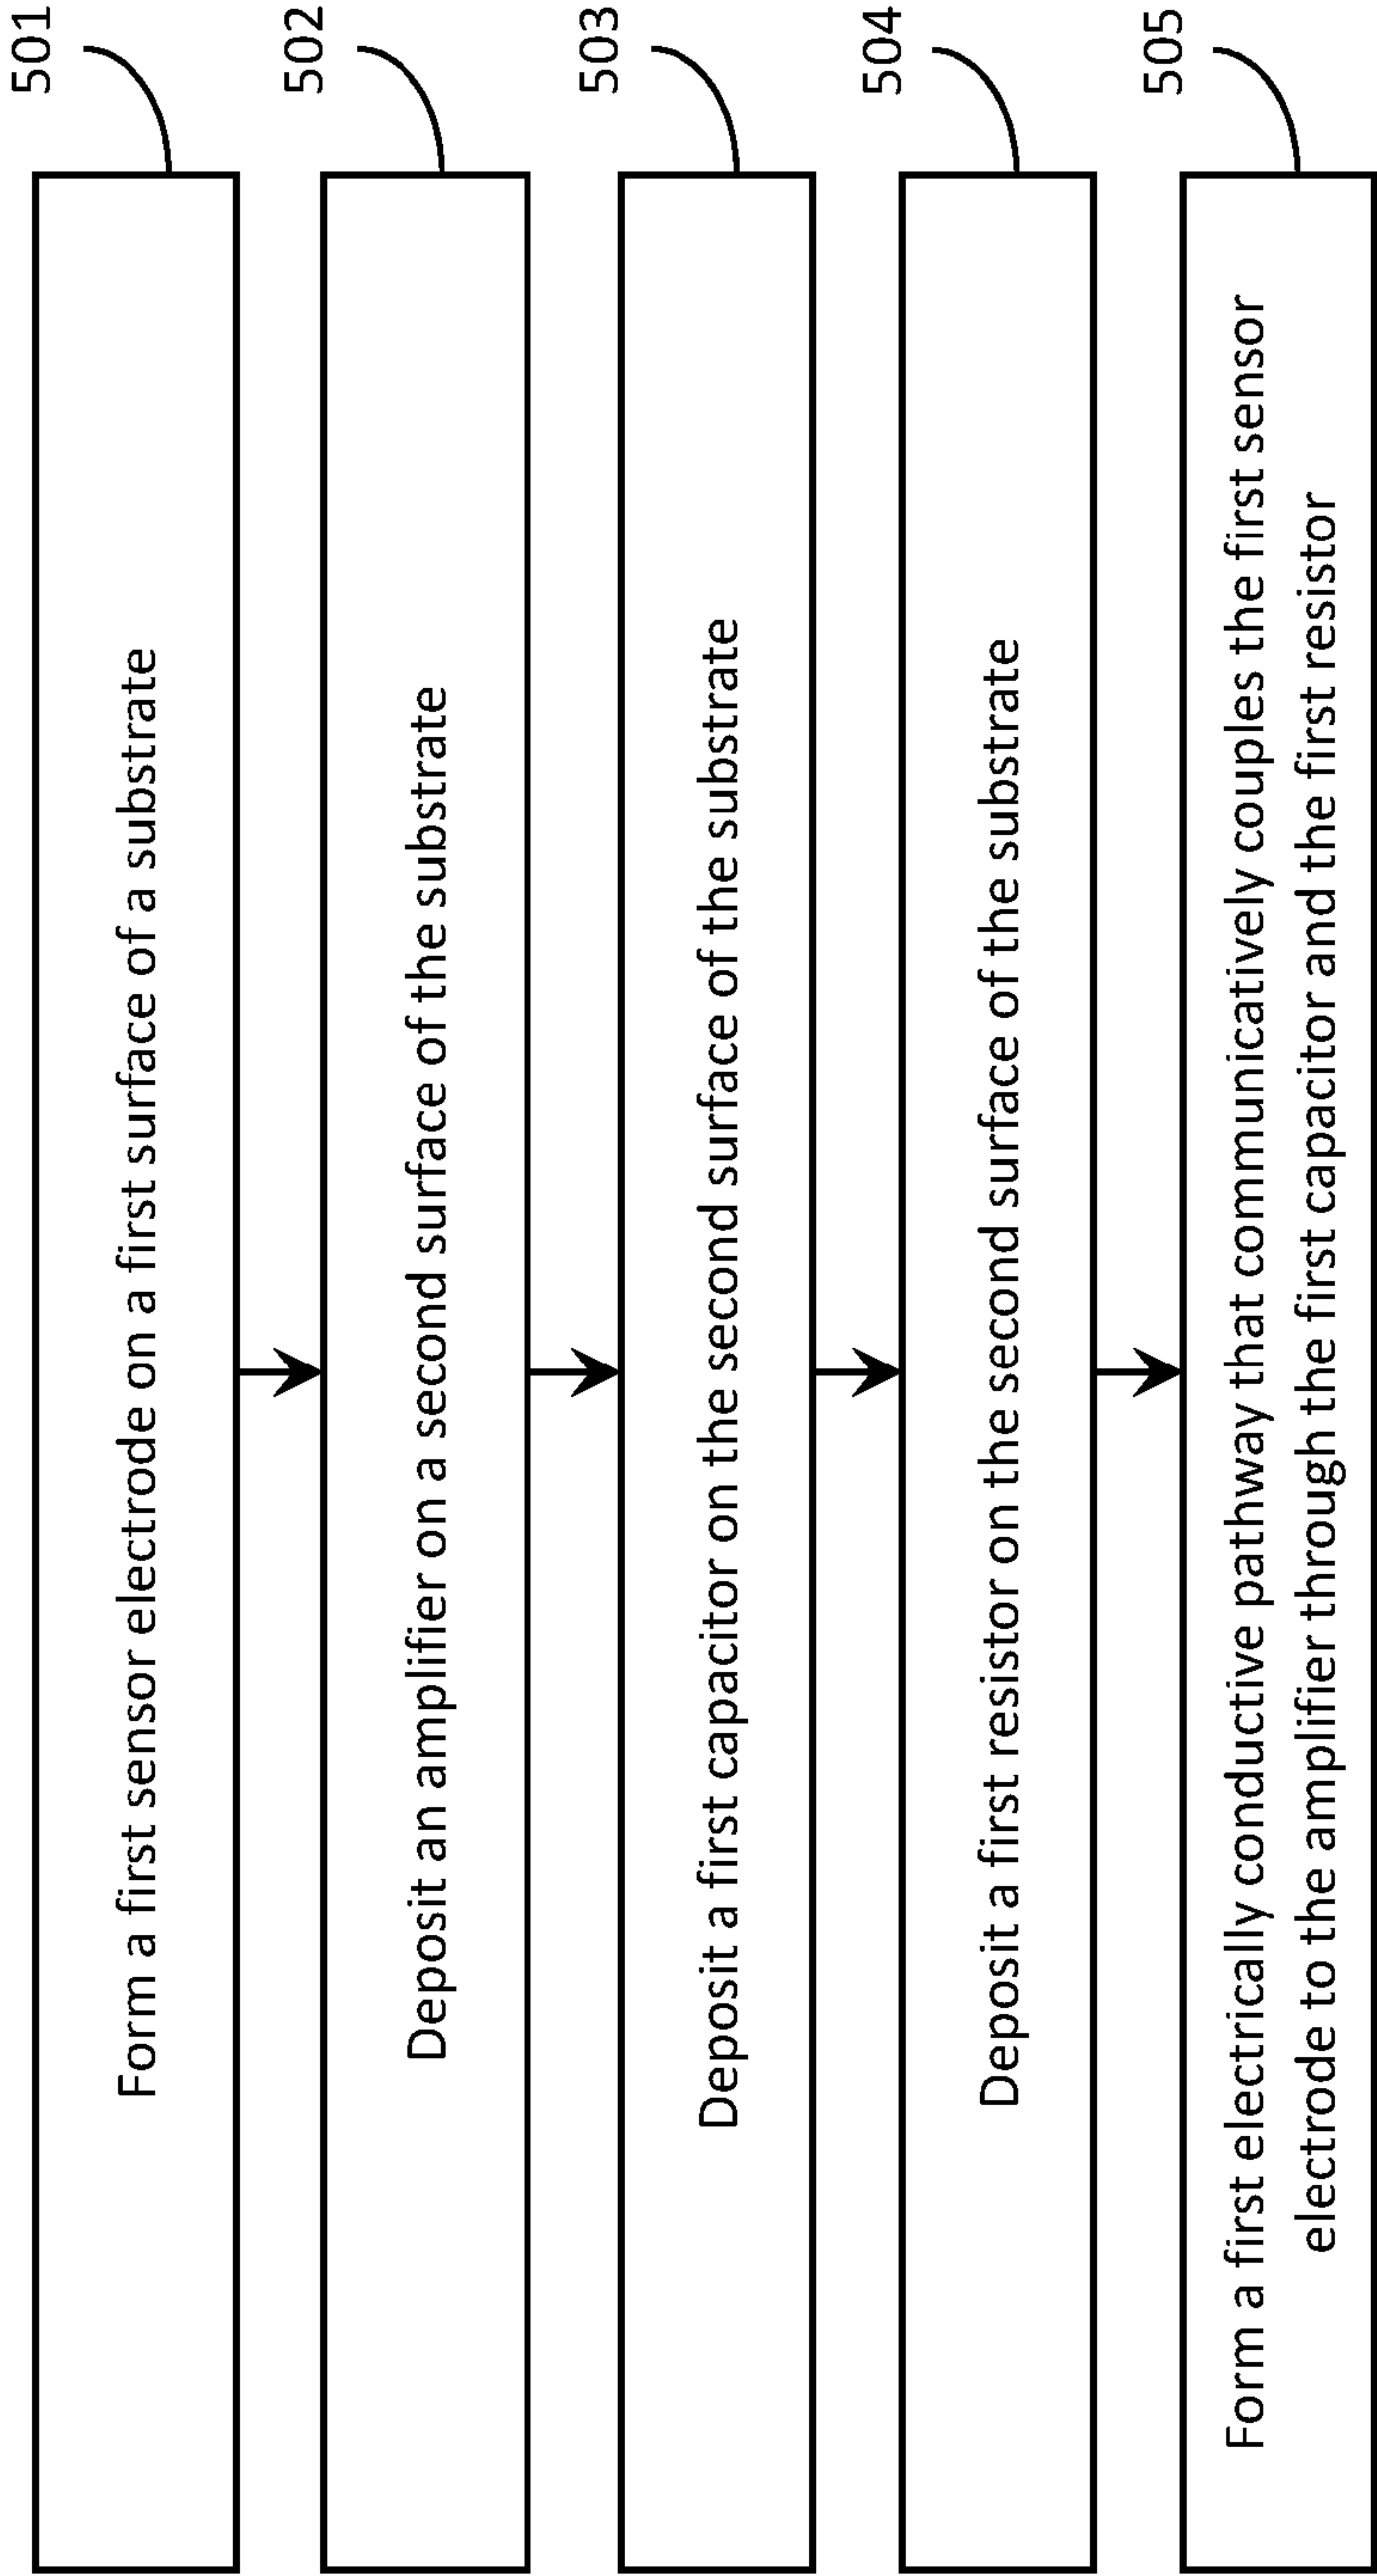 501
Form a first sensor electrode on a first surface of a substrate
502
Deposit an amplifier on a second surface of the substrate
503
Deposit a first capacitor on the second surface of the substrate
504
Deposit a first resistor on the second surface of the substrate
505
Form a first electrically conductive pathway that communicatively couples the first sensor
electrode to the amplifier through the first capacitor and the first resistor